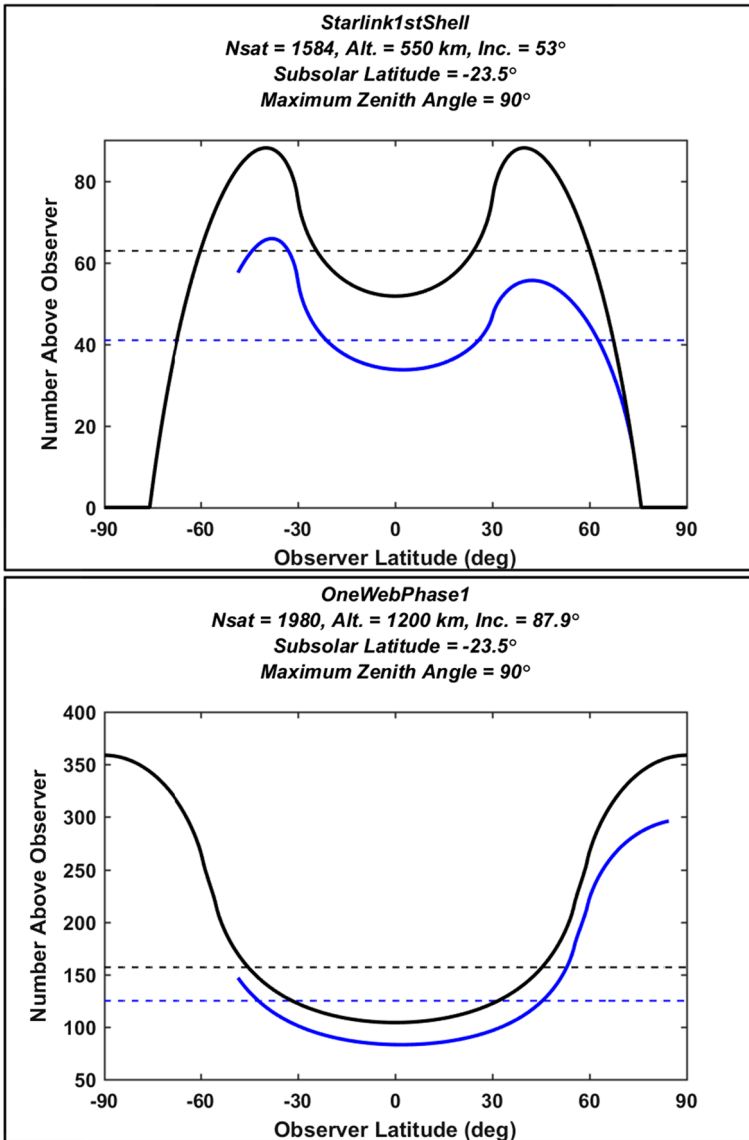 Starlink1stShell
Nsat = 1584, Alt. = 550 km, Inc. = 53°
Subsolar Latitude = -23.5°
Maximum Zenith Angle = 90°
Number Above Observer
80
60
40
20
0
-90 -60 -30 0 30 60 90
Observer Latitude (deg)
OneWebPhase1
Nsat = 1980, Alt. = 1200 km, Inc. = 87.9°
Subsolar Latitude = -23.5°
Maximum Zenith Angle = 90°
Number Above Observer
400
350
300
250
200
150
100
50
-90 -60 -30 0 30 60 90
Observer Latitude (deg)